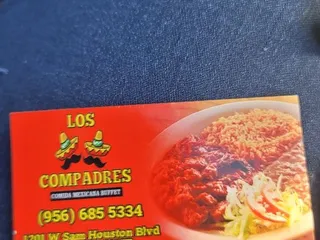 LOS
COMPADRES
COMIDA MEXICANA BUFFET
(956) 685 5334
1201 W Sam Houston Blvd